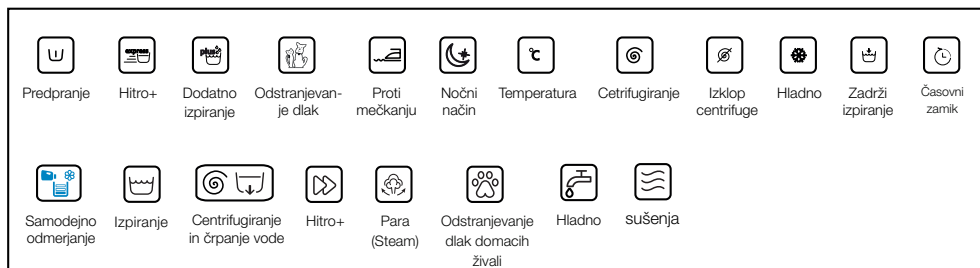 express
plus
°C
Predpranje
Hitro+
Dodatno
izpiranje
Odstranjevan-
je dlak
Proti
mečkanju
Nočni
način
Temperatura
Cetrifugiranje
Izklop
centrifuge
Hladno
Zadrži
izpiranje
Časovni
zamik
Samodejno
odmerjanje
Izpiranje
Centrifugiranje
in črpanje vode
Hitro+
Para
(Steam)
Odstranjevanje
dlak domacih
živali
Hladno
sušenja